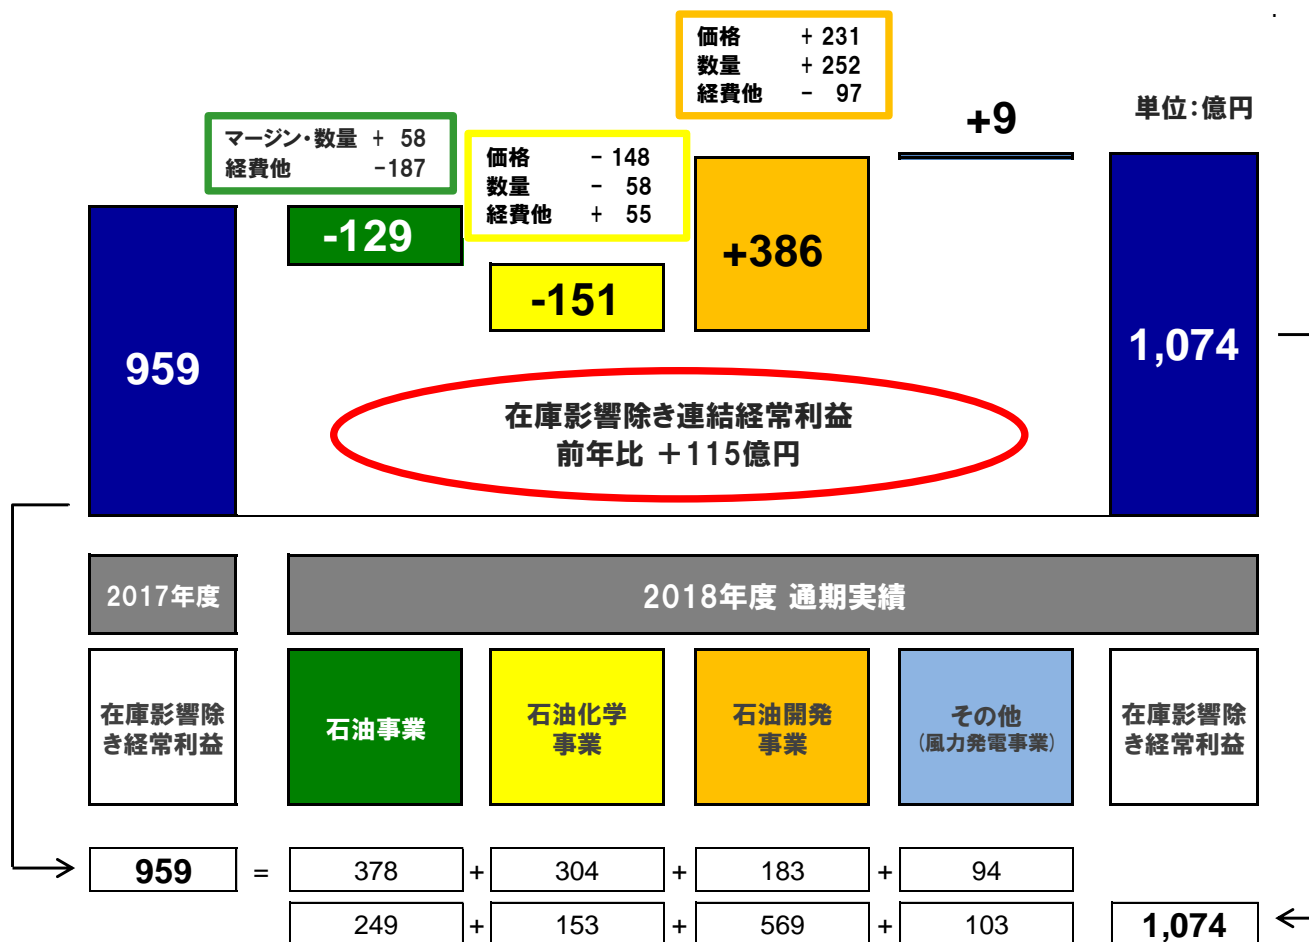 価格 + 231
数量 + 252
経費他 - 97
+9
単位:億円
マージン・数量 + 58
経費他 -187
価格 - 148
数量 - 58
経費他 + 55
959
-129
-151
+386
1,074
在庫影響除き連結経常利益
前年比 +115億円
2017年度
2018年度 通期実績
在庫影響除
き経常利益
石油事業
石油化学
事業
石油開発
事業
その他
(風力発電事業)
在庫影響除
き経常利益
959 = 378 + 304 + 183 + 94
249 + 153 + 569 + 103 1,074